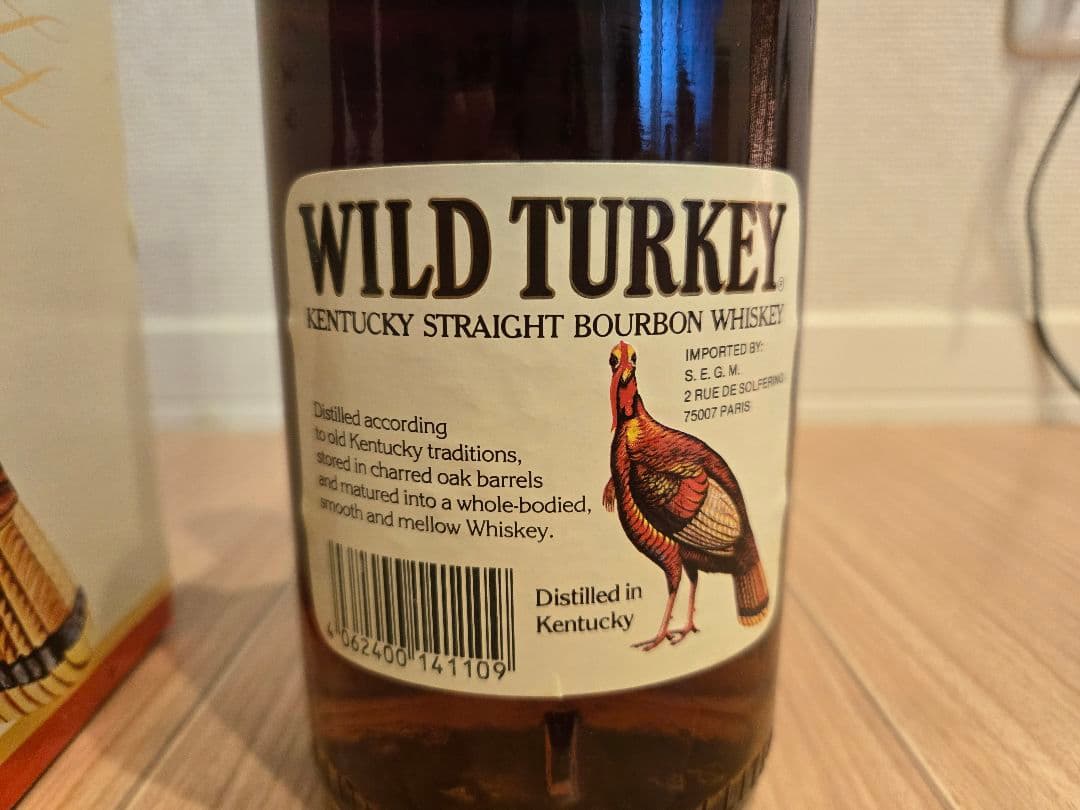 WILD TURKEY®
KENTUCKY STRAIGHT BOURBON WHISKEY
IMPORTED BY:
S. E. G. M.
2 RUE DE SOLFERINO
75007 PARIS
Distilled according
to old Kentucky traditions,
stored in charred oak barrels
and matured into a whole-bodied,
smooth and mellow Whiskey.
Distilled in
Kentucky
4 062400 141109